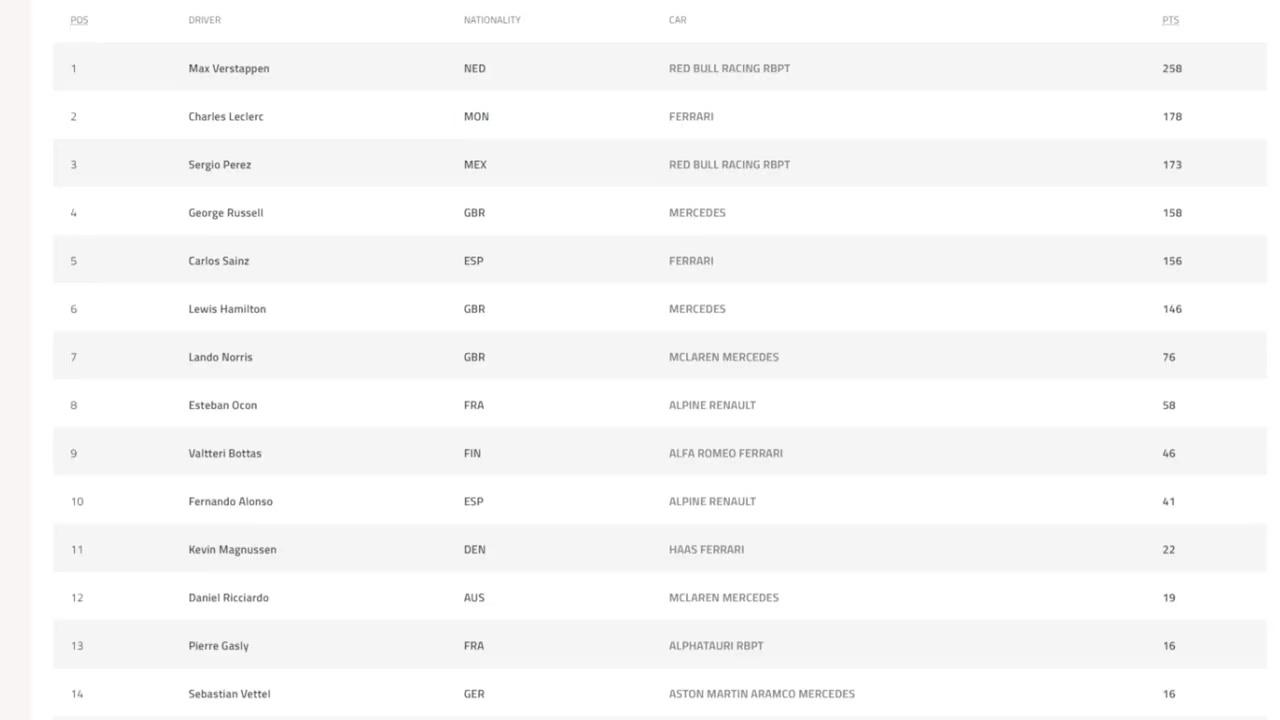 POS DRIVER NATIONALITY CAR PTS
1 Max Verstappen NED RED BULL RACING RBPT 258
2 Charles Leclerc MON FERRARI 178
3 Sergio Perez MEX RED BULL RACING RBPT 173
4 George Russell GBR MERCEDES 158
5 Carlos Sainz ESP FERRARI 156
6 Lewis Hamilton GBR MERCEDES 146
7 Lando Norris GBR MCLAREN MERCEDES 76
8 Esteban Ocon FRA ALPINE RENAULT 58
9 Valtteri Bottas FIN ALFA ROMEO FERRARI 46
10 Fernando Alonso ESP ALPINE RENAULT 41
11 Kevin Magnussen DEN HAAS FERRARI 22
12 Daniel Ricciardo AUS MCLAREN MERCEDES 19
13 Pierre Gasly FRA ALPHATAURI RBPT 16
14 Sebastian Vettel GER ASTON MARTIN ARAMCO MERCEDES 16